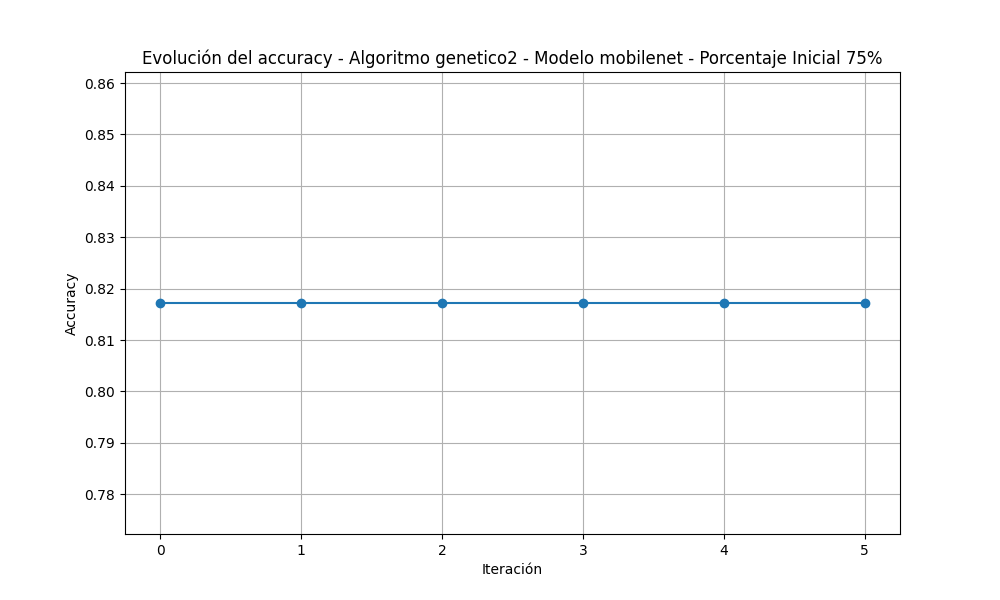 Evolución del accuracy - Algoritmo genetico2 - Modelo mobilenet - Porcentaje Inicial 75%
0.86
0.85
0.84
0.83
0.82
0.81
0.80
0.79
0.78
Accuracy
0 1 2 3 4 5
Iteración